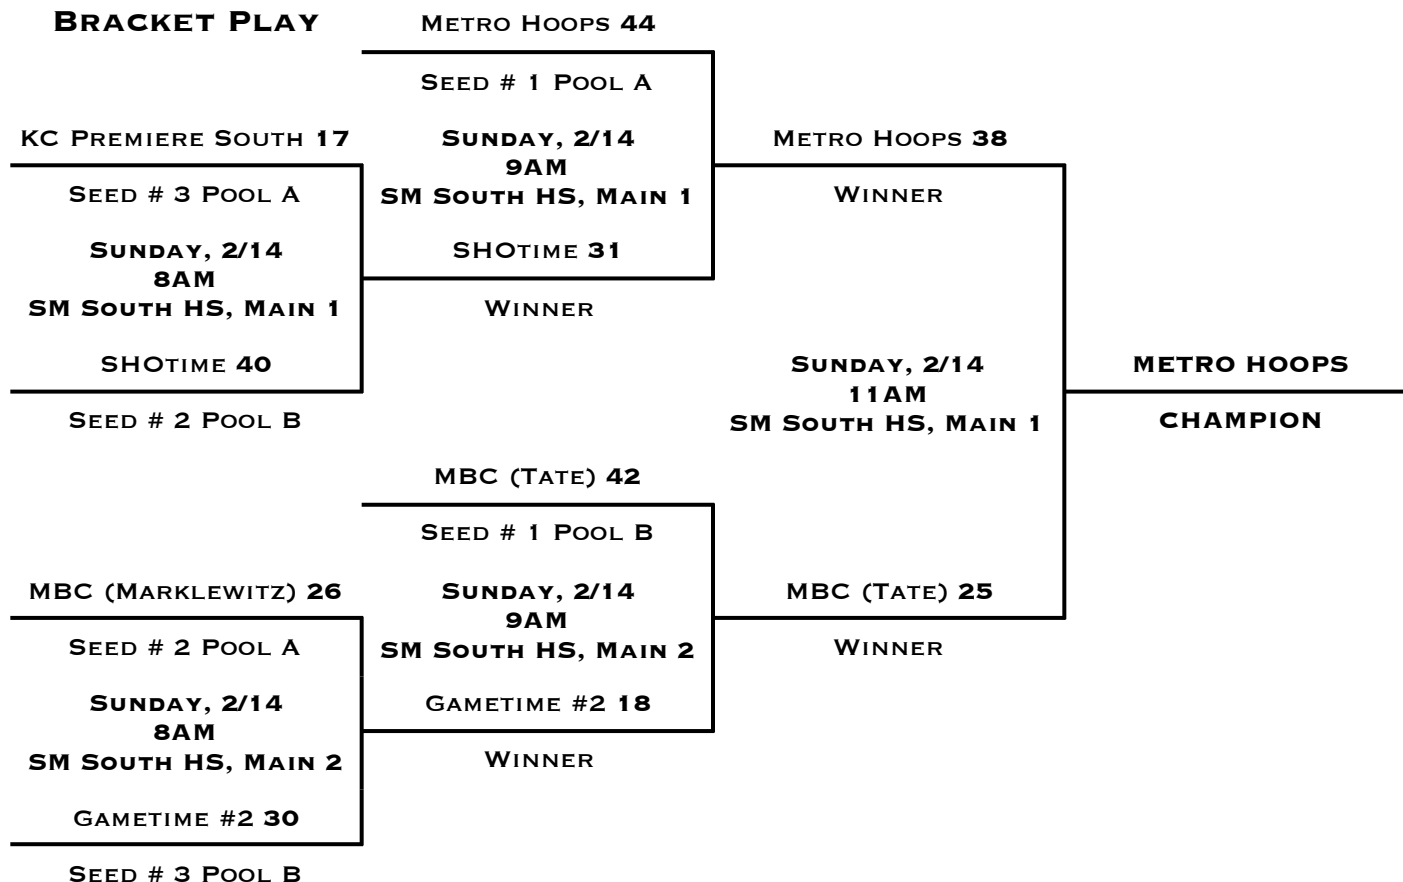 Bracket Play
Metro Hoops 44
Seed # 1 Pool A
KC Premiere South 17
Sunday, 2/14
9AM
SM South HS, Main 1
Metro Hoops 38
Seed # 3 Pool A
Winner
Sunday, 2/14
8AM
SM South HS, Main 1
SHOtime 31
Winner
SHOtime 40
Seed # 2 Pool B
Sunday, 2/14
11AM
SM South HS, Main 1
METRO HOOPS
CHAMPION
MBC (Tate) 42
Seed # 1 Pool B
MBC (Marklewitz) 26
Sunday, 2/14
9AM
SM South HS, Main 2
MBC (Tate) 25
Seed # 2 Pool A
Winner
Sunday, 2/14
8AM
SM South HS, Main 2
Gametime #2 18
Winner
Gametime #2 30
Seed # 3 Pool B